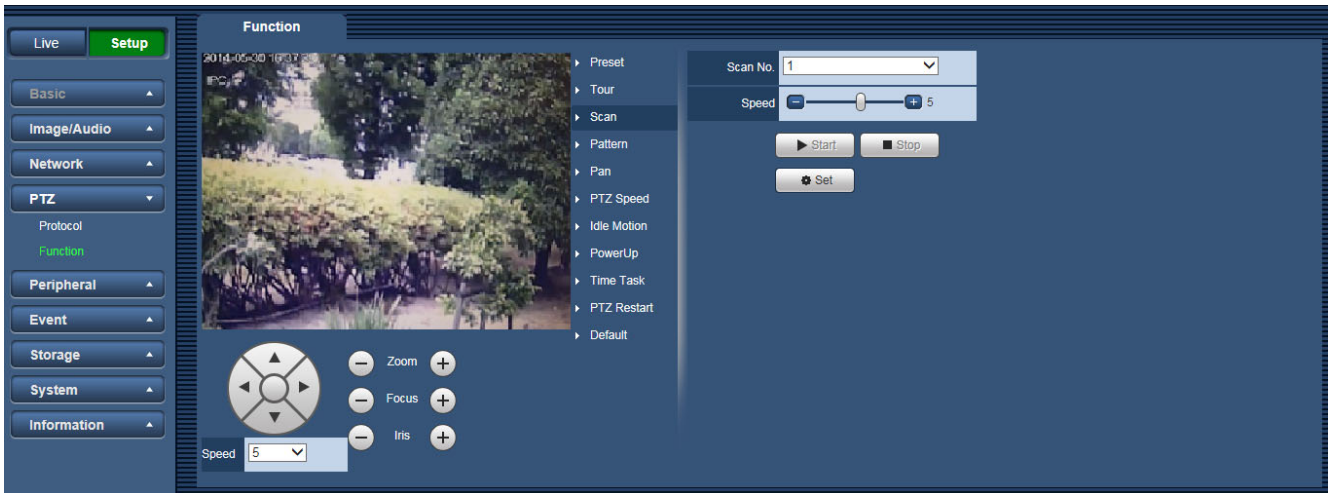 Function
Live
Setup
Basic
Image/Audio
Network
PTZ
Protocol
Function
Peripheral
Event
Storage
System
Information
2014-05-30 16:37
IPC
Preset
Tour
Scan
Pattern
Pan
PTZ Speed
Idle Motion
PowerUp
Time Task
PTZ Restart
Default
Zoom
Focus
Iris
Speed 5
Scan No. 1
Speed 5
Start
Stop
Set